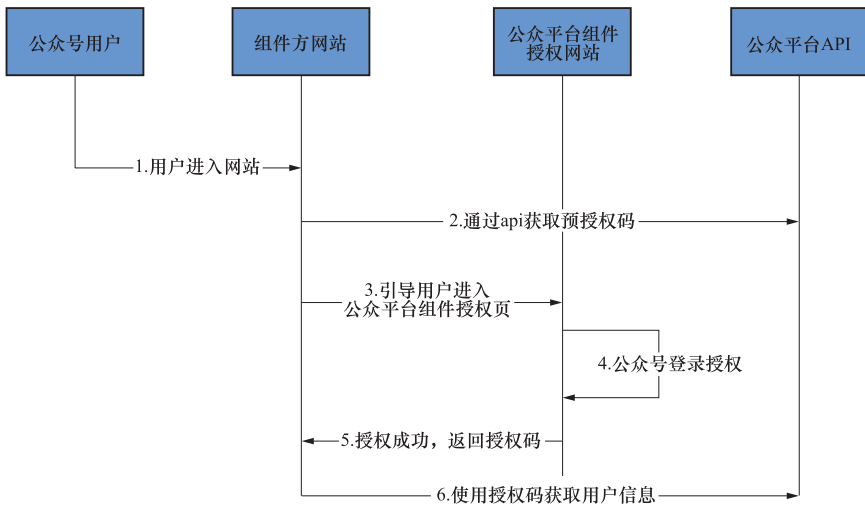 公众号用户
组件方网站
公众平台组件
授权网站
公众平台API
1.用户进入网站
2.通过api获取预授权码
3.引导用户进入
公众平台组件授权页
4.公众号登录授权
5.授权成功，返回授权码
6.使用授权码获取用户信息